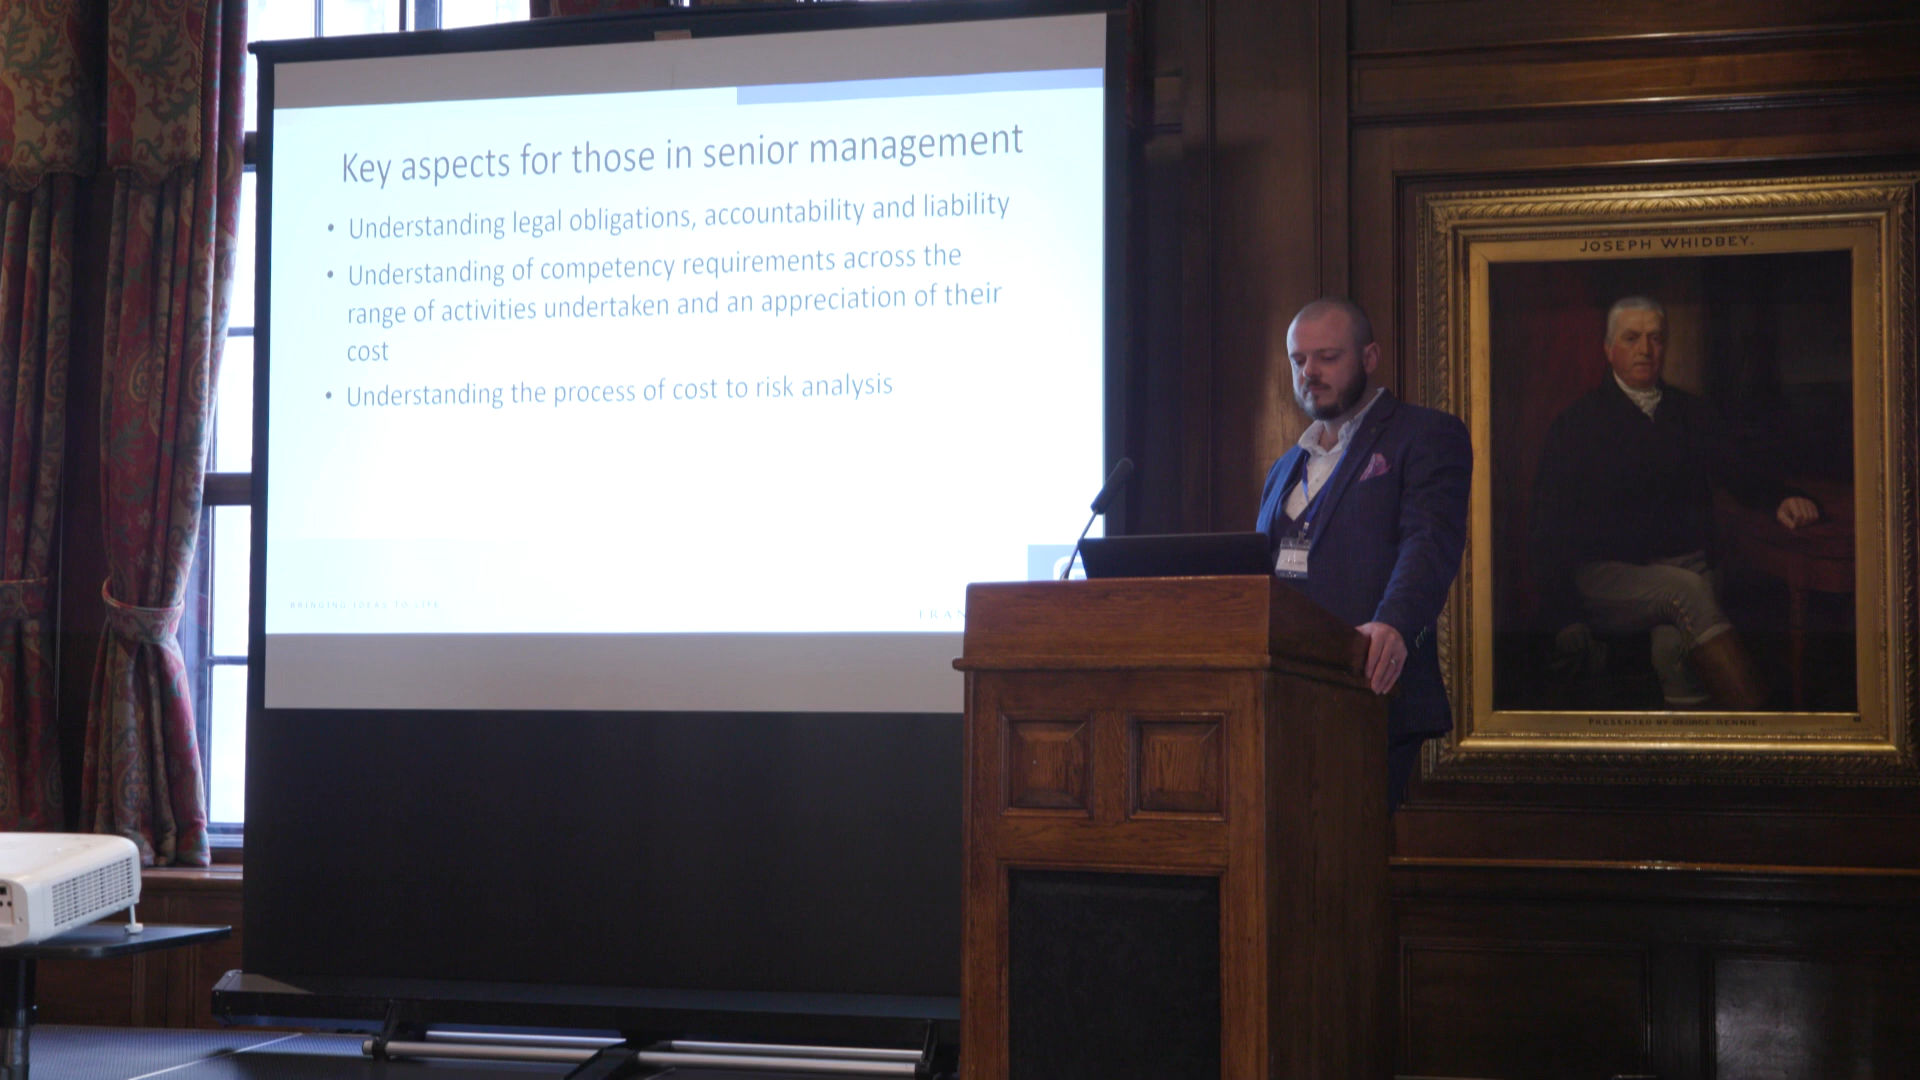 Key aspects for those in senior management
• Understanding legal obligations, accountability and liability
• Understanding of competency requirements across the
range of activities undertaken and an appreciation of their
cost
• Understanding the process of cost to risk analysis
BRINGING IDEAS TO LIFE
FRAN
JOSEPH WHIDBEY.
PRESENTED BY GEORGE RENNIE.